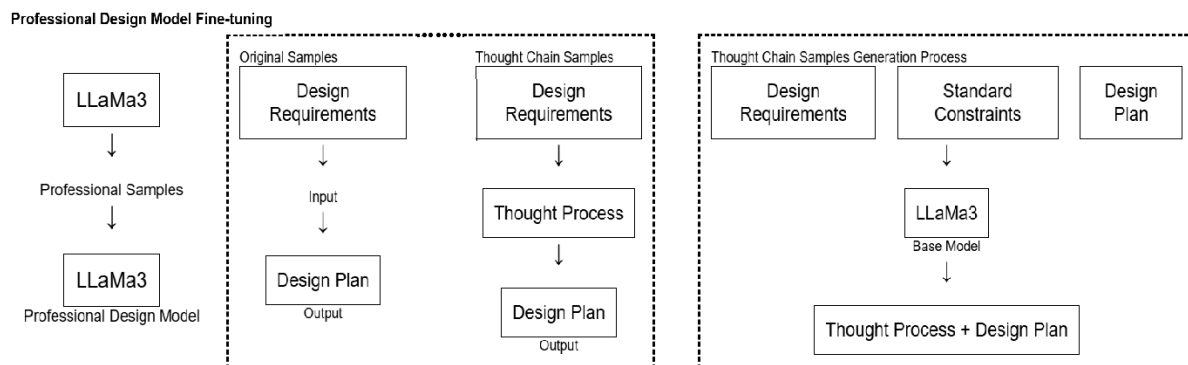 Professional Design Model Fine-tuning
LLaMa3
Professional Samples
LLaMa3
Professional Design Model
Original Samples
Design
Requirements
Input
Design Plan
Output
Thought Chain Samples
Design
Requirements
Thought Process
Design Plan
Output
Thought Chain Samples Generation Process
Design
Requirements
Standard
Constraints
Design
Plan
LLaMa3
Base Model
Thought Process + Design Plan